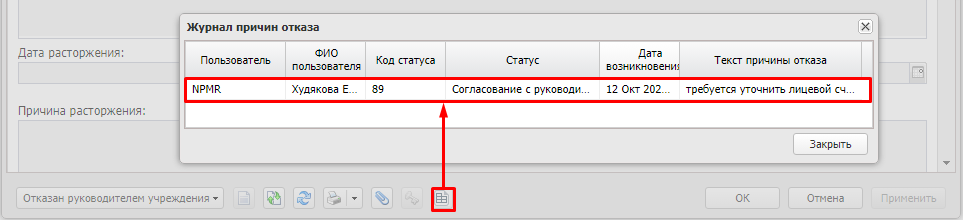 Журнал причин отказа
Дата расторжения:
Пользователь ФИО пользователя Код статуса Статус Дата возникновения Текст причины отказа
NPMR Худякова Е... 89 Согласование с руководи... 12 Окт 202... требуется уточнить лицевой сч...
Причина расторжения:
Закрыть
Отказан руководителем учреждения ОК Отмена Применить